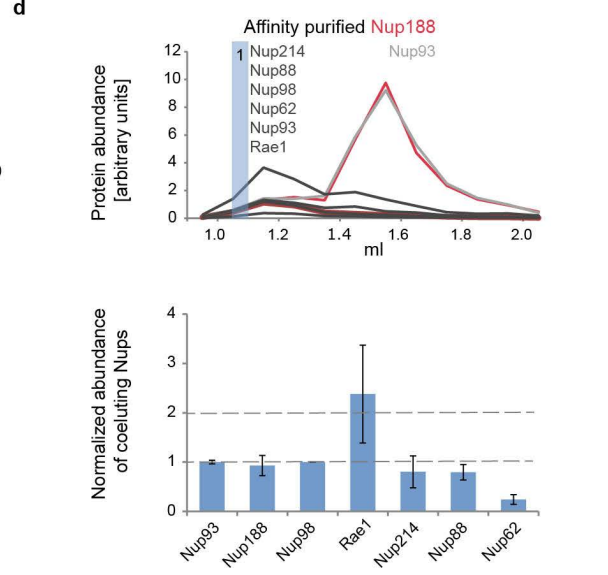 d
Affinity purified Nup188
Protein abundance
[arbitrary units]
12
10
8
6
4
2
0
1
Nup214
Nup88
Nup98
Nup62
Nup93
Rae1
Nup93
1.0 1.2 1.4 1.6 1.8 2.0
ml
Normalized abundance
of coeluting Nups
4
3
2
1
0
Nup93 Nup188 Nup98 Rae1 Nup214 Nup88 Nup62